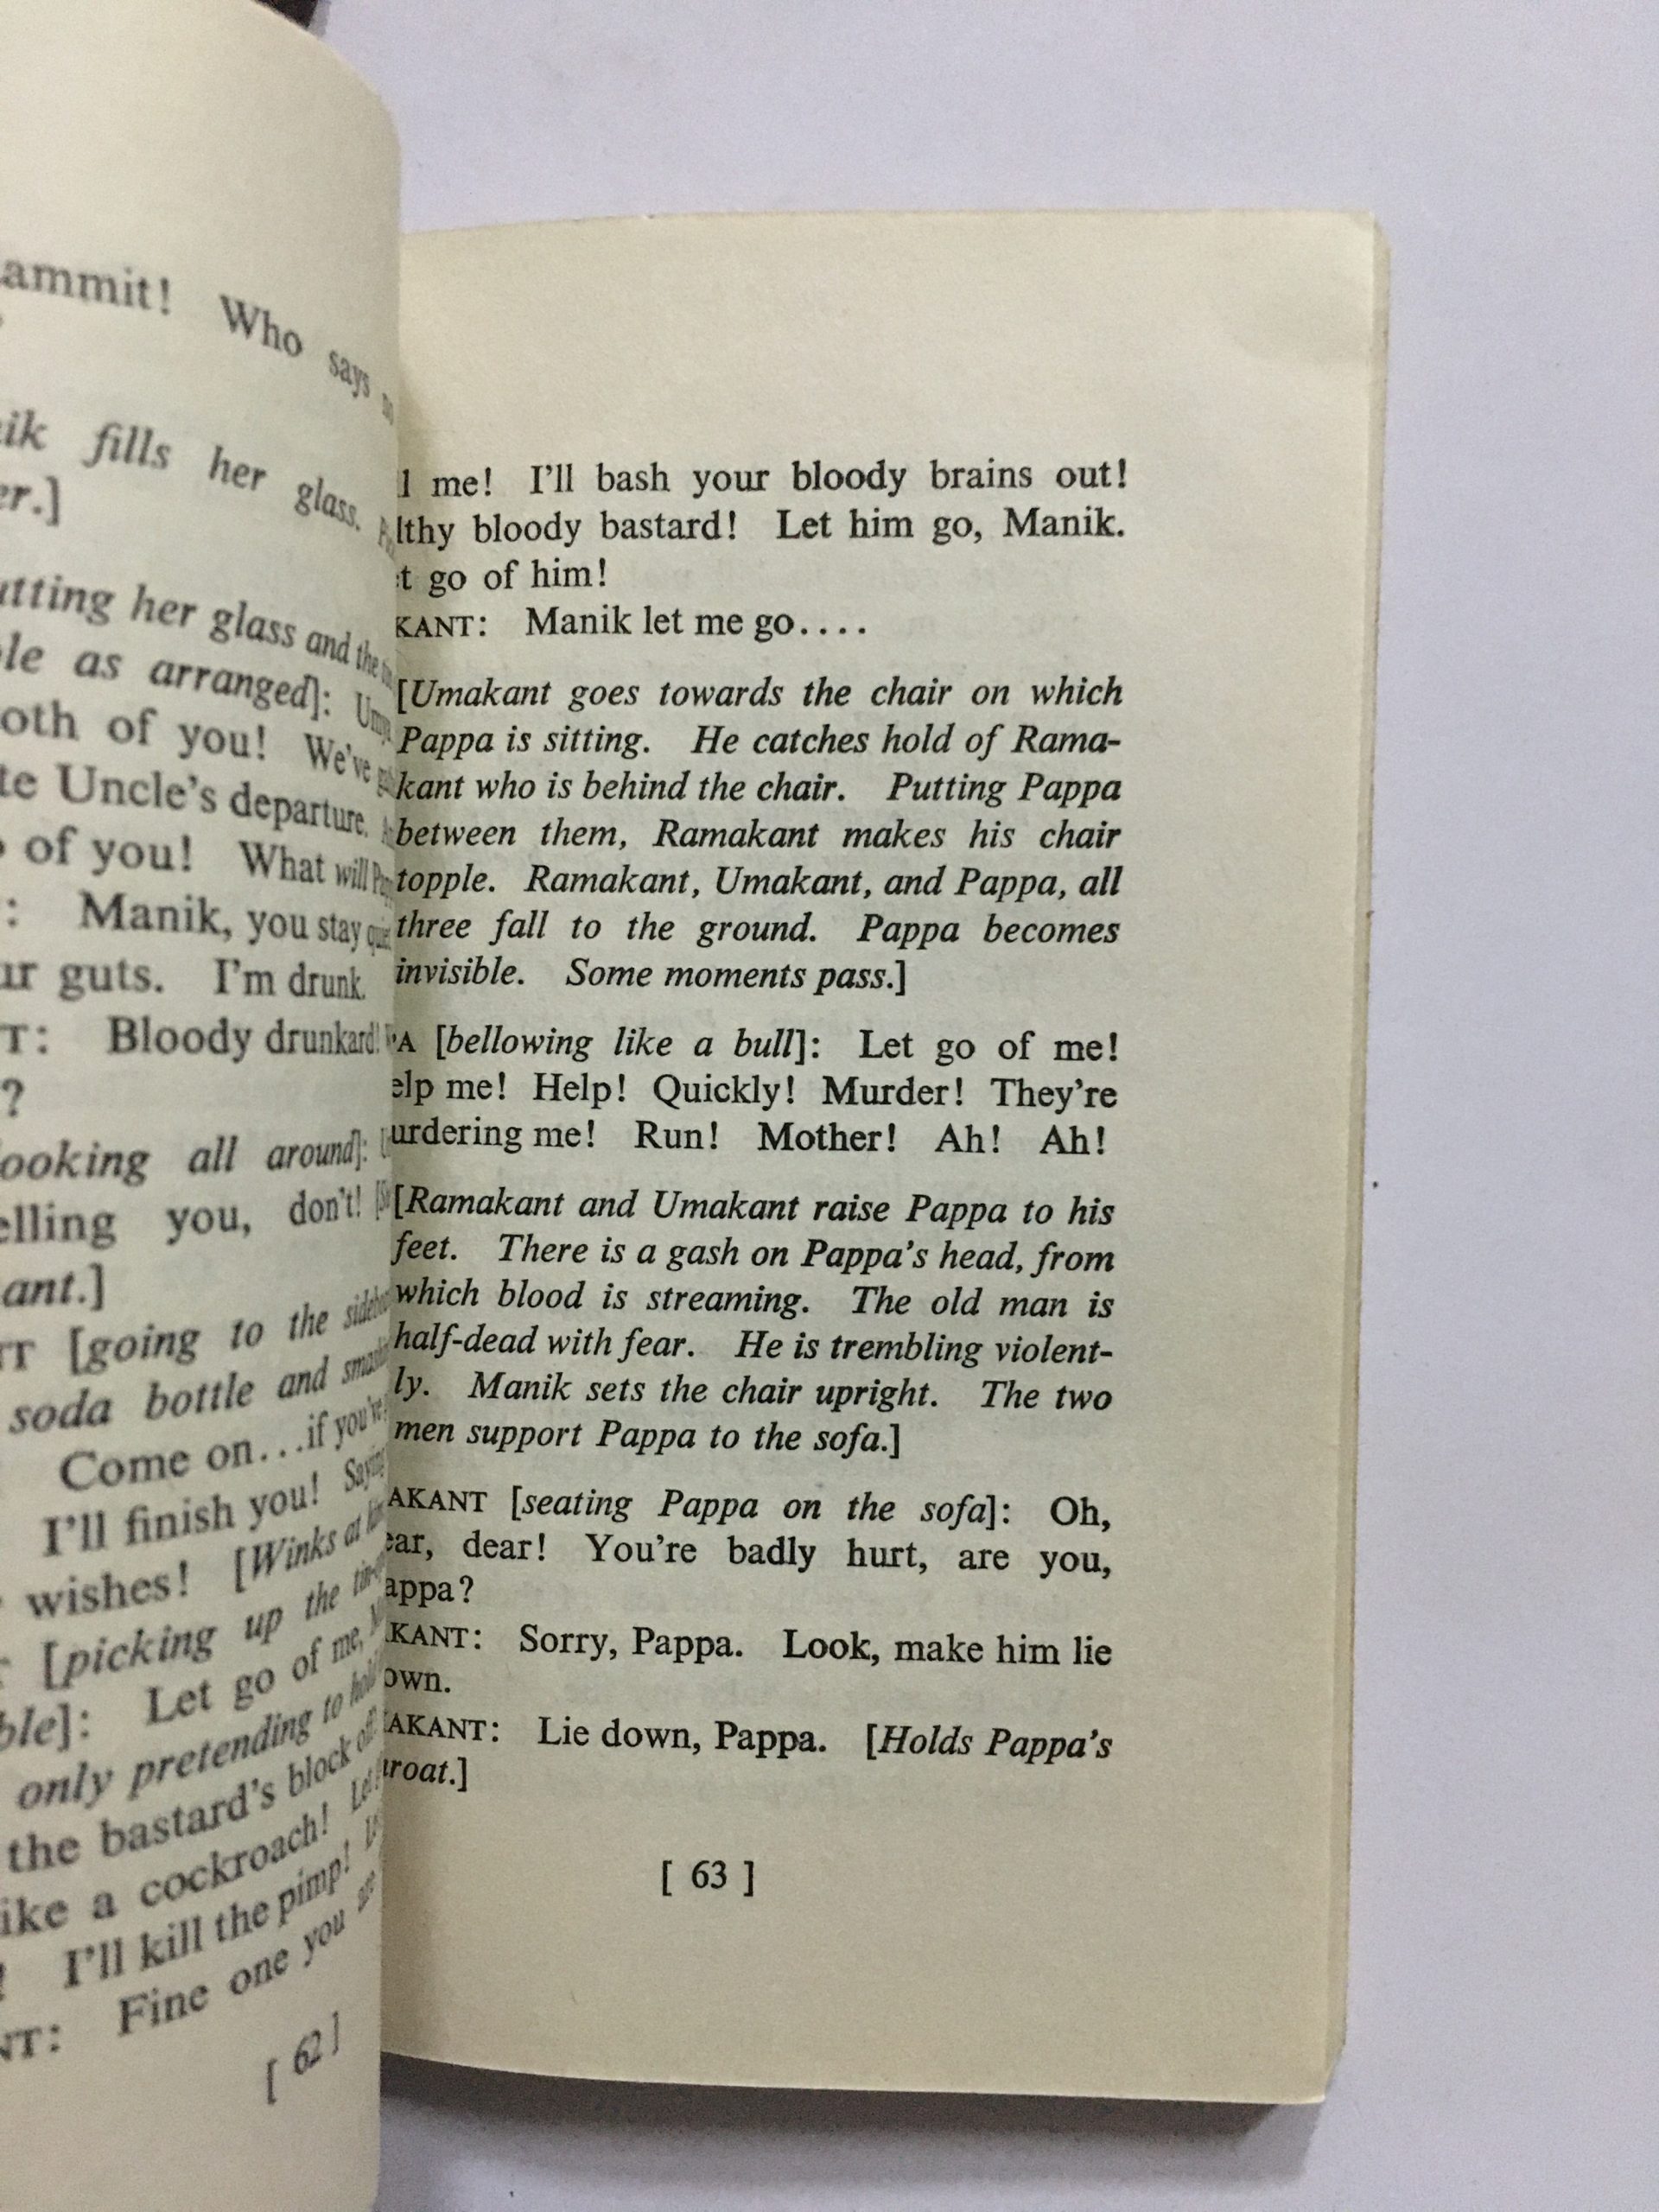 ammit! Who says
ik fills her glass.
er.]
utting her glass and the
le as arranged]:
oth of you! We've
te Uncle's departure.
of you! What will
: Manik, you stay
ur guts. I'm drunk.
T: Bloody drunkard!
?
ooking all around]:
elling you, don't!
ant.]
T [going to the
soda bottle and
Come on...if you're
I'll finish you!
wishes! [Winks at
[picking up the
ble]: Let go of me,
only pretending to
the bastard's block
ike a cockroach!
! I'll kill the pimp!
NT: Fine one you
[ 62 ]
l me! I'll bash your bloody brains out!
lthy bloody bastard! Let him go, Manik.
t go of him!
KANT: Manik let me go....
[Umakant goes towards the chair on which
Pappa is sitting. He catches hold of Rama-
kant who is behind the chair. Putting Pappa
between them, Ramakant makes his chair
topple. Ramakant, Umakant, and Pappa, all
three fall to the ground. Pappa becomes
invisible. Some moments pass.]
A [bellowing like a bull]: Let go of me!
elp me! Help! Quickly! Murder! They're
urdering me! Run! Mother! Ah! Ah!
[Ramakant and Umakant raise Pappa to his
feet. There is a gash on Pappa's head, from
which blood is streaming. The old man is
half-dead with fear. He is trembling violent-
ly. Manik sets the chair upright. The two
men support Pappa to the sofa.]
AKANT [seating Pappa on the sofa]: Oh,
ear, dear! You're badly hurt, are you,
appa?
KANT: Sorry, Pappa. Look, make him lie
own.
AKANT: Lie down, Pappa. [Holds Pappa's
roat.]
[ 63 ]